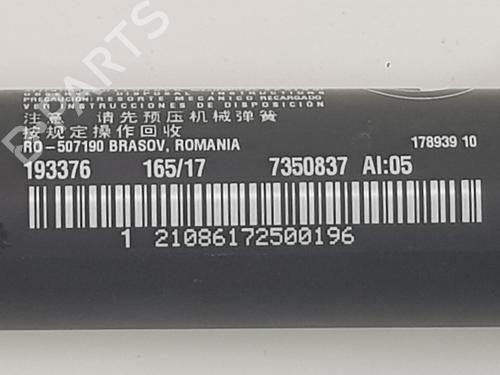 PRECAUCION: RESORTE MECANICO RECARGADO
VER INSTRUCCIONES DE DISPOSICION
注意 请先预压机械弹簧
按规定操作回收
RO-507190 BRASOV, ROMANIA
178939 10
193376 165/17 7350837 AI:05
1 21086172500196